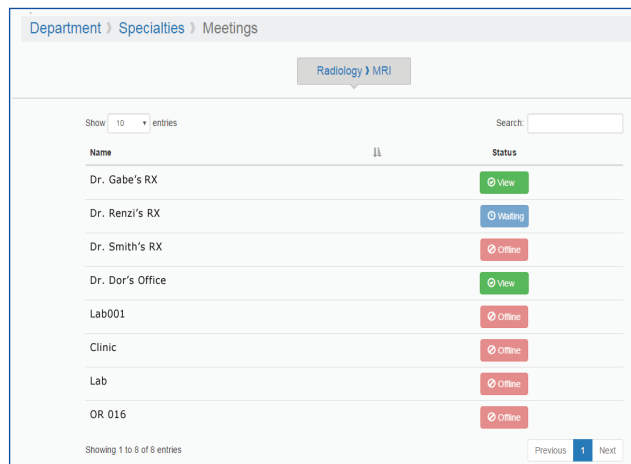 Department ❯ Specialties ❯ Meetings
Radiology ❯ MRI
Show 10 entries Search:
Name Status
Dr. Gabe's RX View
Dr. Renzi's RX Waiting
Dr. Smith's RX Offline
Dr. Dor's Office View
Lab001 Offline
Clinic Offline
Lab Offline
OR 016 Offline
Showing 1 to 8 of 8 entries Previous 1 Next